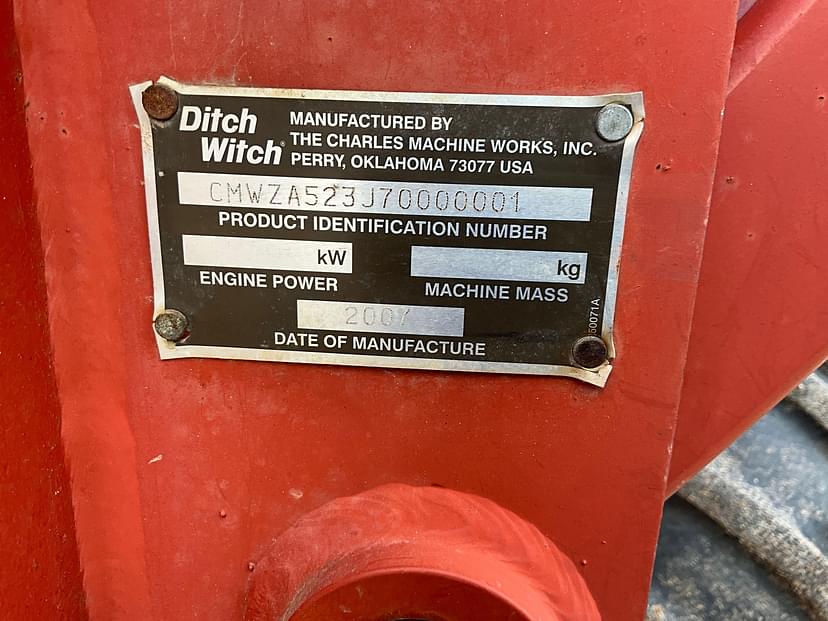 Ditch Witch®
MANUFACTURED BY
THE CHARLES MACHINE WORKS, INC.
PERRY, OKLAHOMA 73077 USA
CMWZA523J70000001
PRODUCT IDENTIFICATION NUMBER
kW
ENGINE POWER
kg
MACHINE MASS
2007
DATE OF MANUFACTURE